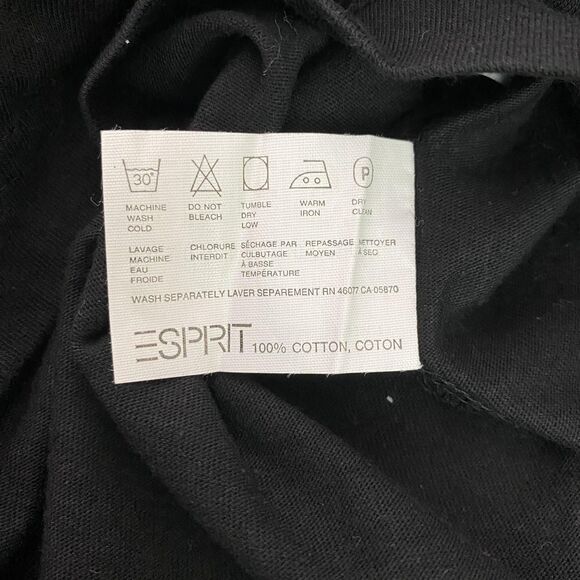 30°
P
MACHINE WASH COLD
DO NOT BLEACH
TUMBLE DRY LOW
WARM IRON
DRY CLEAN
LAVAGE MACHINE EAU FROIDE
CHLORURE INTERDIT
SÉCHAGE PAR CULBUTAGE À BASSE TEMPÉRATURE
REPASSAGE MOYEN
NETTOYER À SEC
WASH SEPARATELY LAVER SEPAREMENT RN 46077 CA-05870
ESPRIT 100% COTTON, COTON